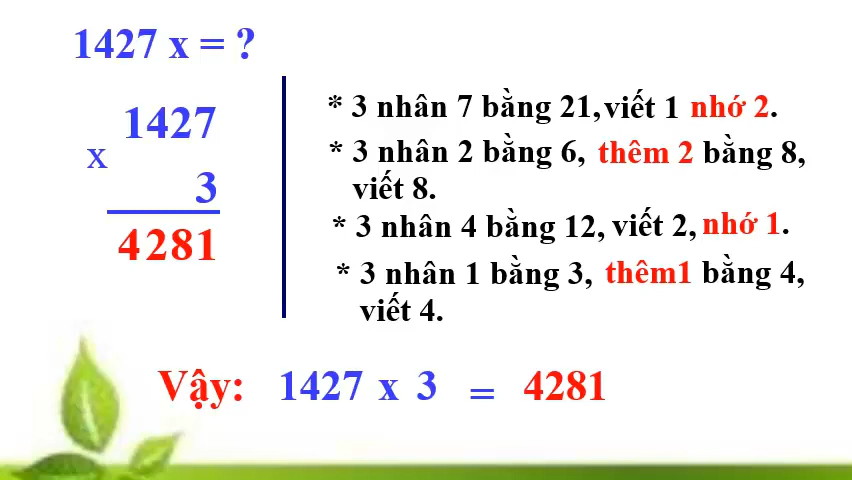 1427 x = ?
1427
x
3
4281
* 3 nhân 7 bằng 21, viết 1 nhớ 2.
* 3 nhân 2 bằng 6, thêm 2 bằng 8,
viết 8.
* 3 nhân 4 bằng 12, viết 2, nhớ 1.
* 3 nhân 1 bằng 3, thêm1 bằng 4,
viết 4.
Vậy: 1427 x 3 = 4281